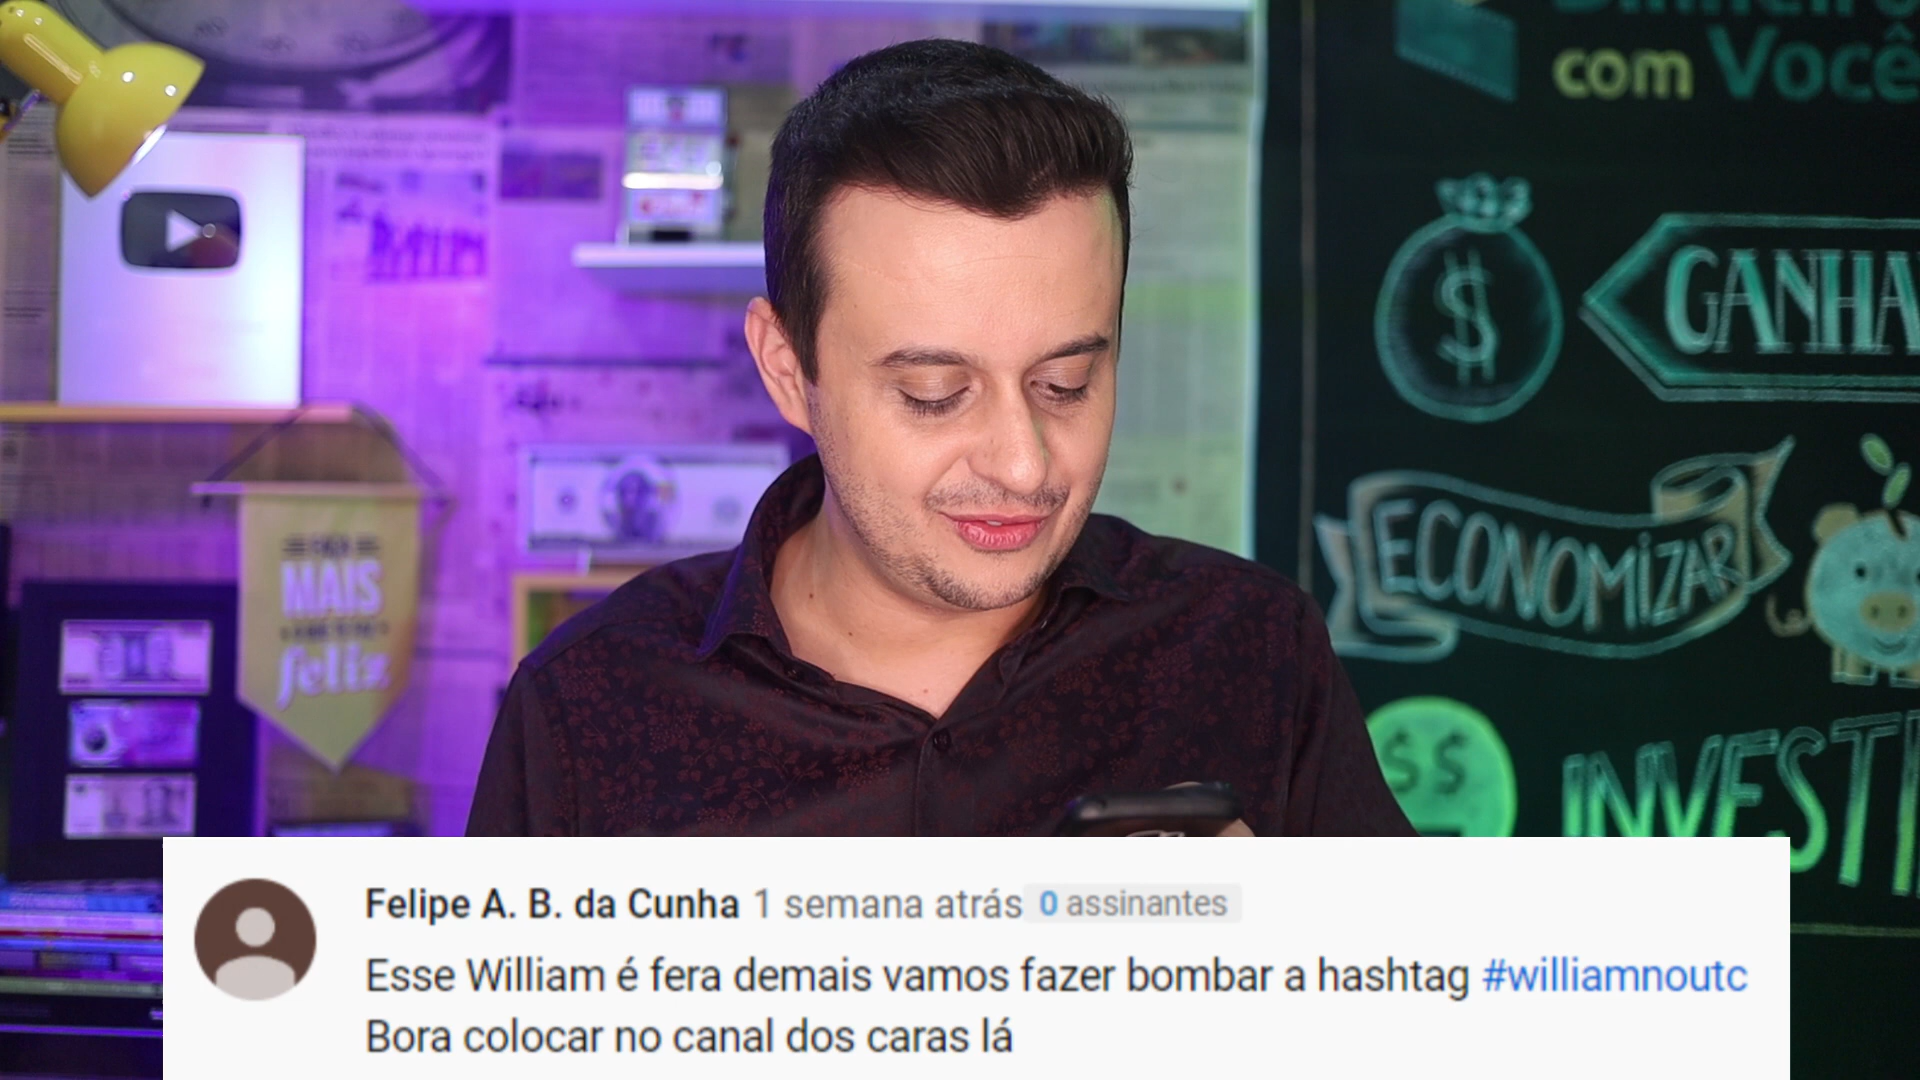 Dinheiro
com Você
GANHA
ECONOMIZAR
INVESTI
MAIS
feliz
Felipe A. B. da Cunha 1 semana atrás 0 assinantes
Esse William é fera demais vamos fazer bombar a hashtag #williamnoutc
Bora colocar no canal dos caras lá